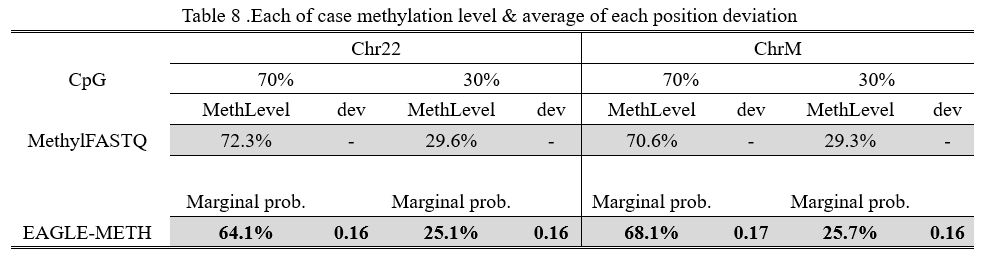 Table 8 .Each of case methylation level & average of each position deviation
Chr22 ChrM
CpG 70% 30% 70% 30%
MethLevel dev MethLevel dev MethLevel dev MethLevel dev
MethylFASTQ 72.3% - 29.6% - 70.6% - 29.3% -
Marginal prob. Marginal prob. Marginal prob. Marginal prob.
EAGLE-METH 64.1% 0.16 25.1% 0.16 68.1% 0.17 25.7% 0.16